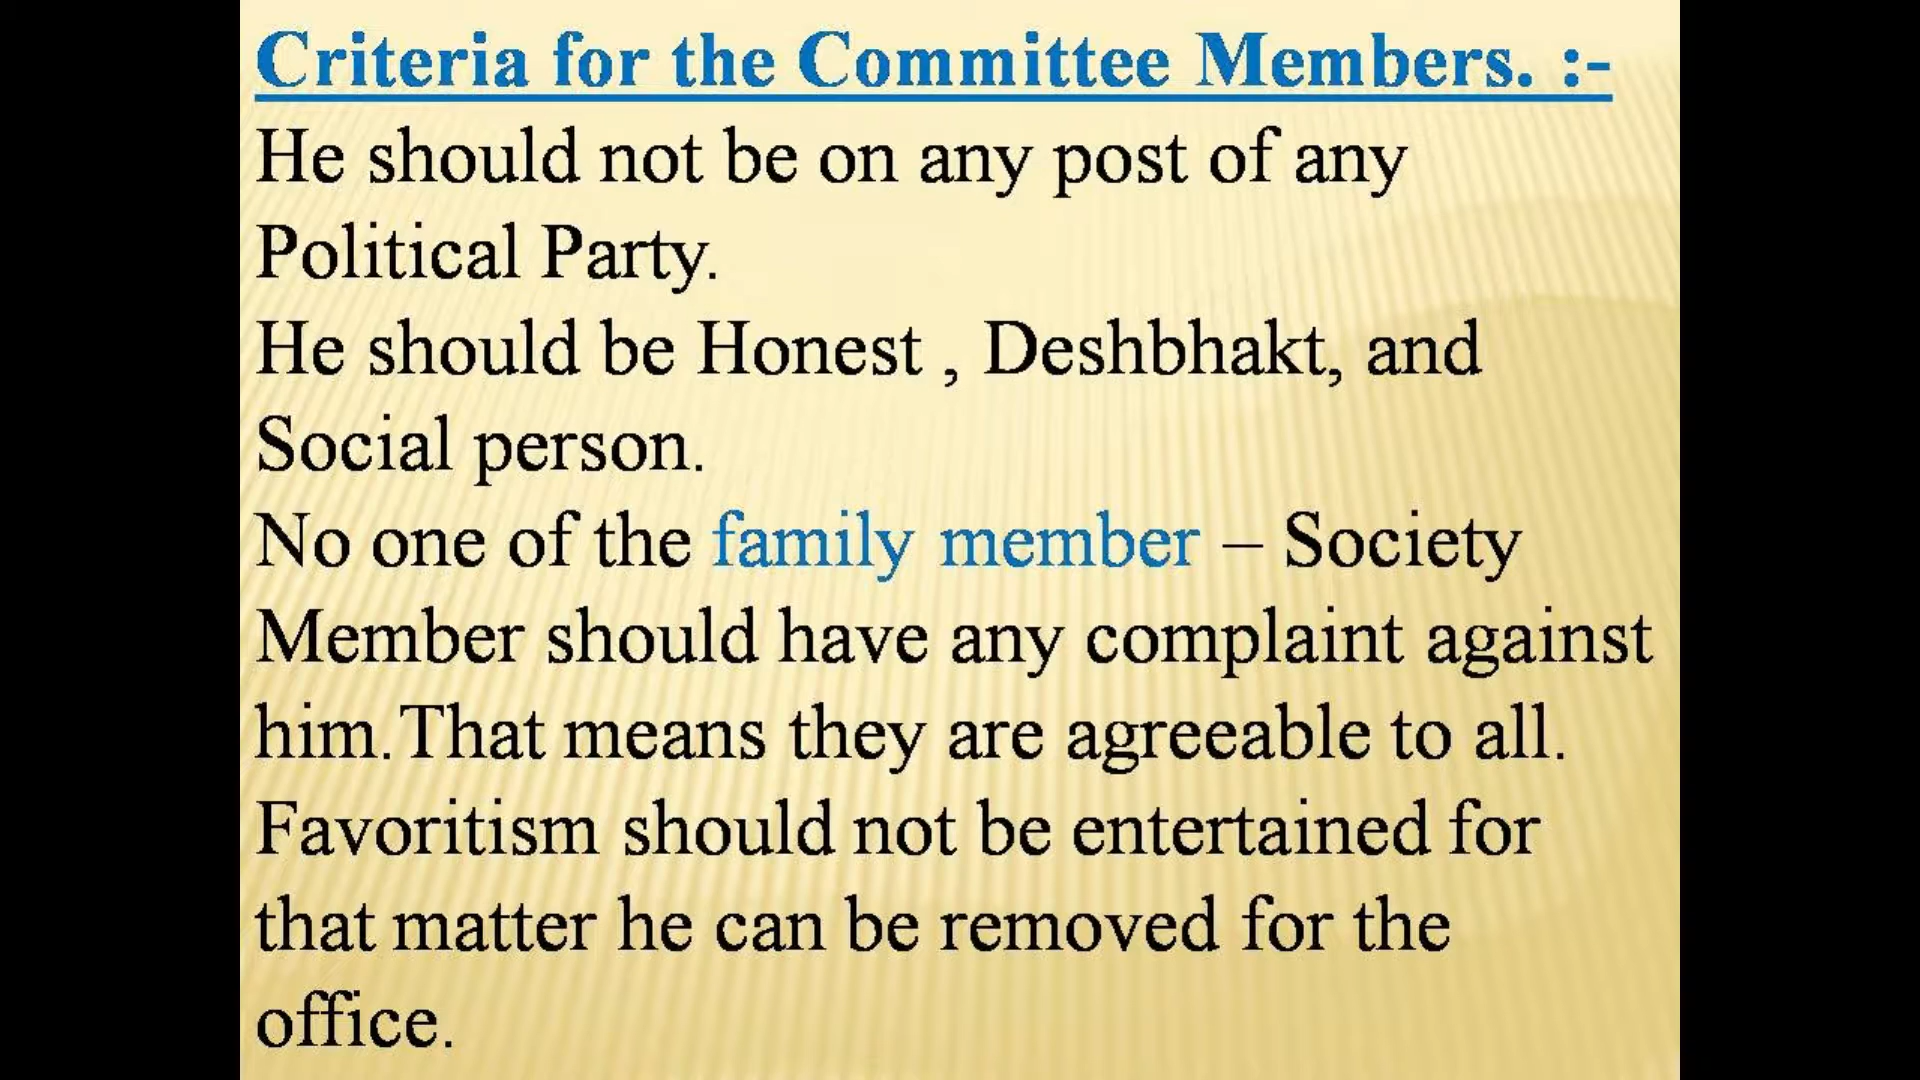 Criteria for the Committee Members. :-
He should not be on any post of any
Political Party.
He should be Honest , Deshbhakt, and
Social person.
No one of the family member – Society
Member should have any complaint against
him.That means they are agreeable to all.
Favoritism should not be entertained for
that matter he can be removed for the
office.